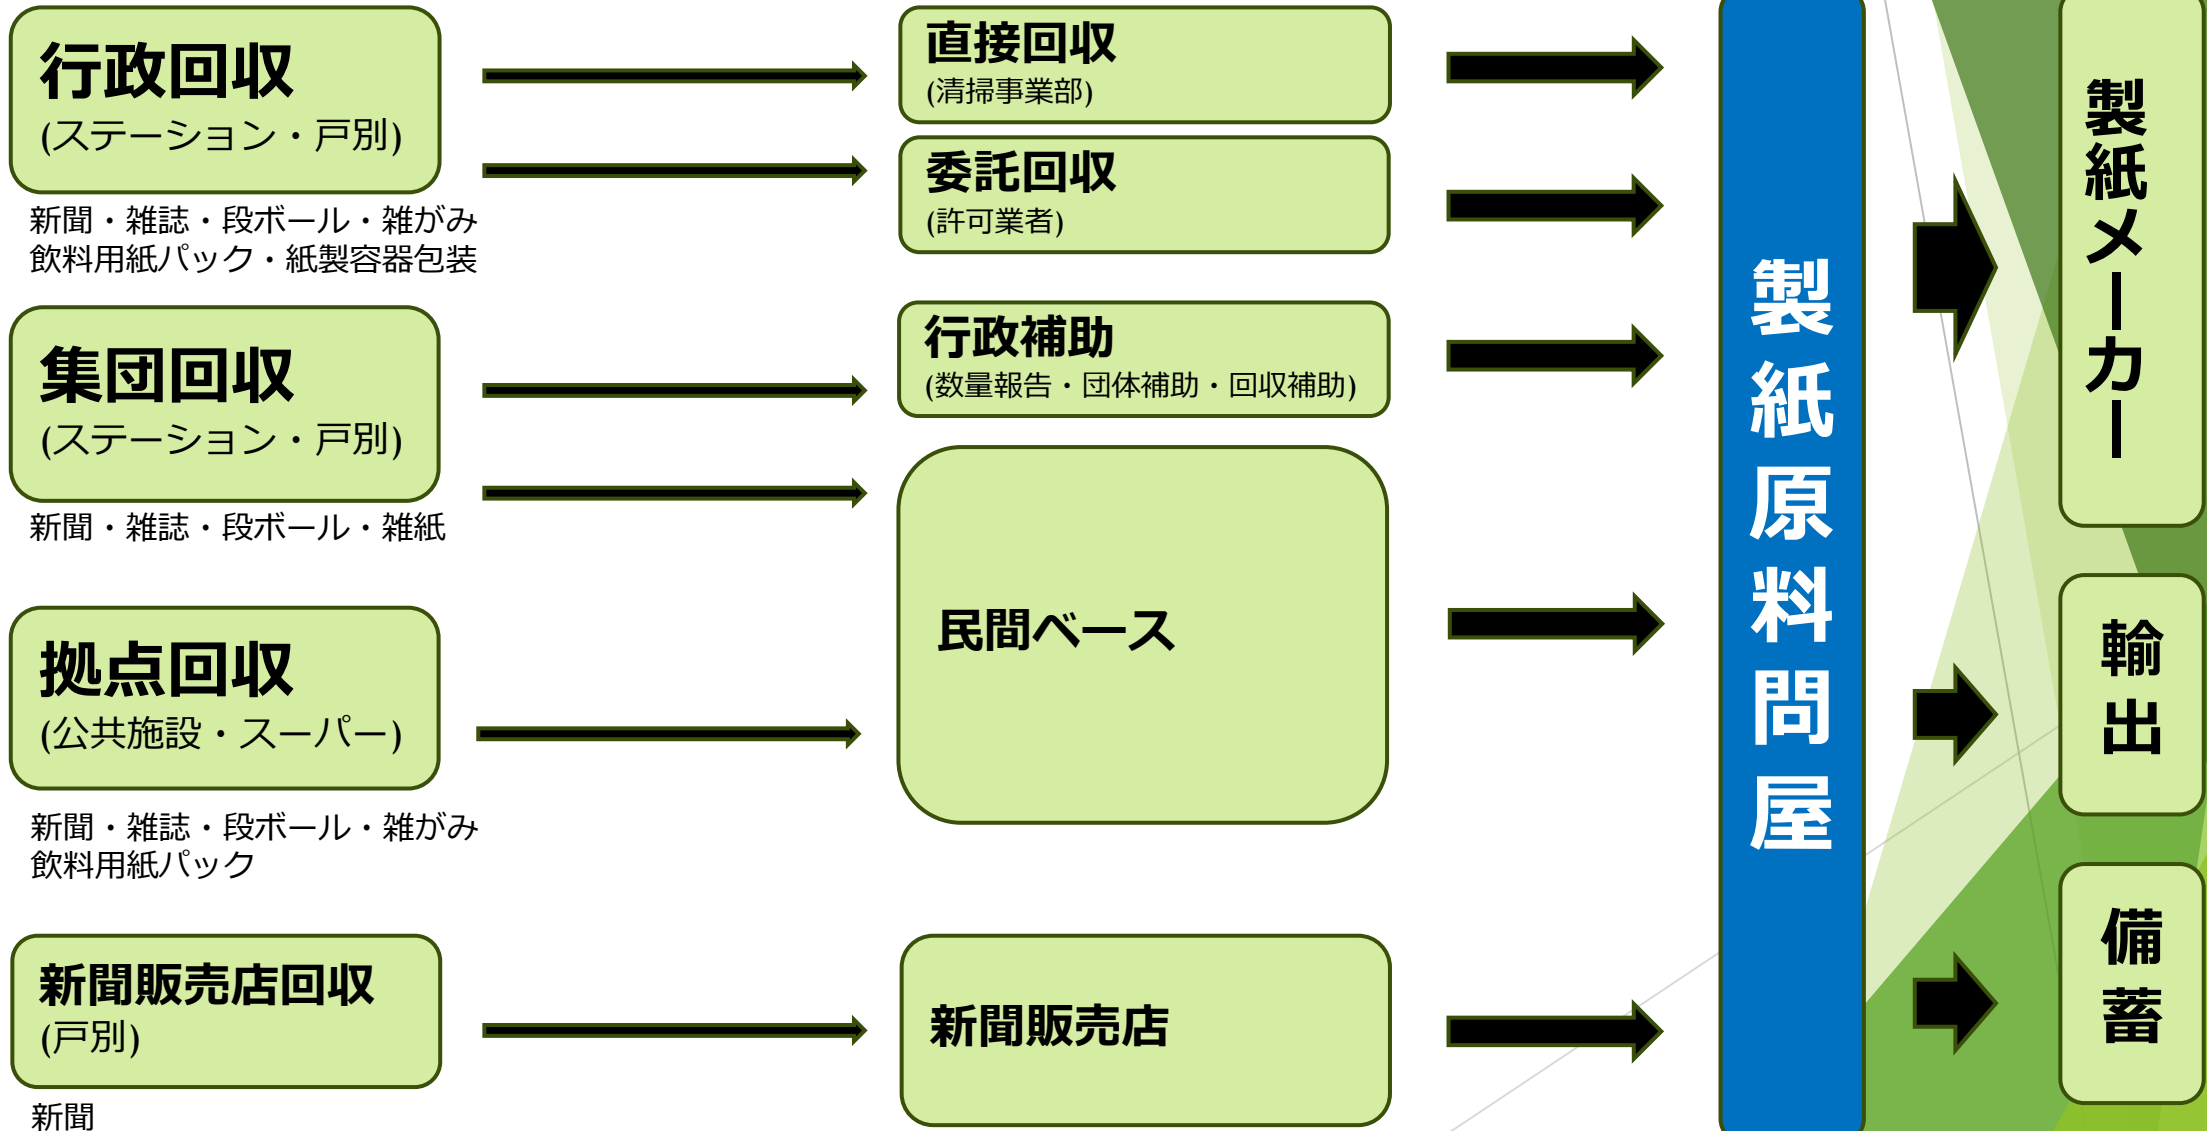 行政回収
(ステーション・戸別)
新聞・雑誌・段ボール・雑がみ
飲料用紙パック・紙製容器包装
集団回収
(ステーション・戸別)
新聞・雑誌・段ボール・雑紙
拠点回収
(公共施設・スーパー)
新聞・雑誌・段ボール・雑がみ
飲料用紙パック
新聞販売店回収
(戸別)
新聞
直接回収
(清掃事業部)
委託回収
(許可業者)
行政補助
(数量報告・団体補助・回収補助)
民間ベース
新聞販売店
製紙原料問屋
製紙メーカー
輸出
備蓄